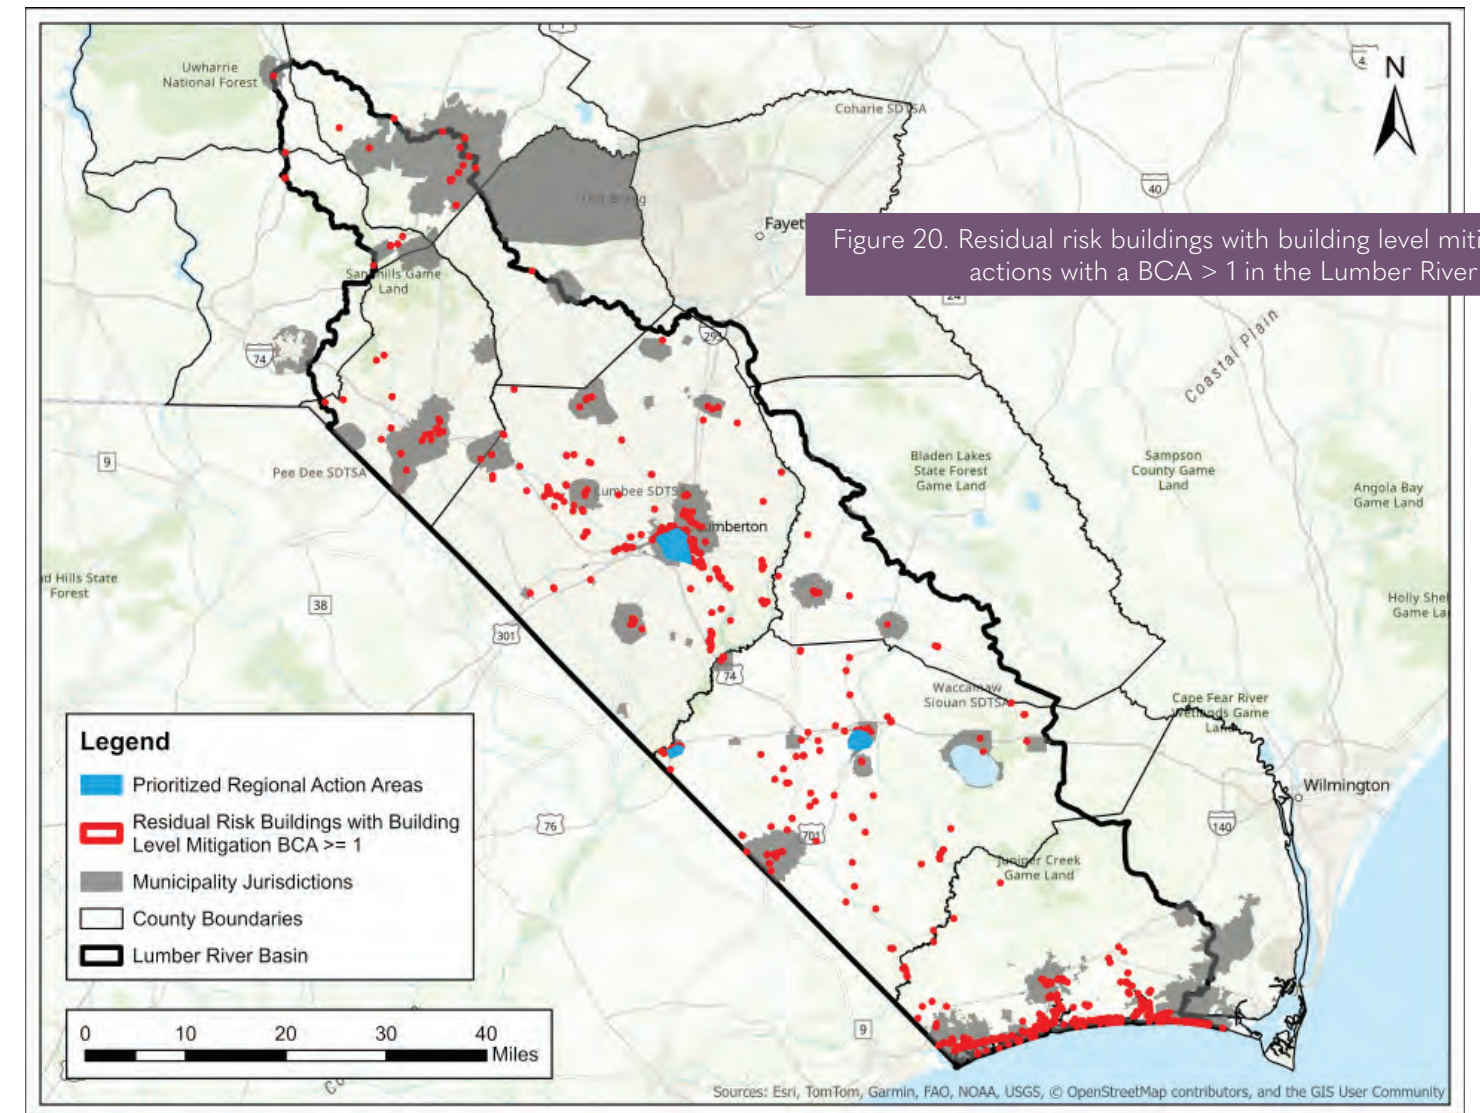 Uwharrie
National Forest
Coharie SDTSA
N
40
Fort Bragg
Fayet
Figure 20. Residual risk buildings with building level miti
actions with a BCA > 1 in the Lumber River
24
Sandhills Game
Land
295
74
Coastal Plain
9
Pee Dee SDTSA
Bladen Lakes
State Forest
Game Land
Sampson
County Game
Land
Angola Bay
Game Land
Lumbee SDTS
umberton
d Hills State
Forest
38
301
Holly Shel
Game La
74
Waccamaw
Siouan SDTSA
Cape Fear River
Wetlands Game
Land
Wilmington
76
701
140
Juniper Creek
Game Land
9
Legend
Prioritized Regional Action Areas
Residual Risk Buildings with Building
Level Mitigation BCA >= 1
Municipality Jurisdictions
County Boundaries
Lumber River Basin
0 10 20 30 40
Miles
Sources: Esri, TomTom, Garmin, FAO, NOAA, USGS, © OpenStreetMap contributors, and the GIS User Community